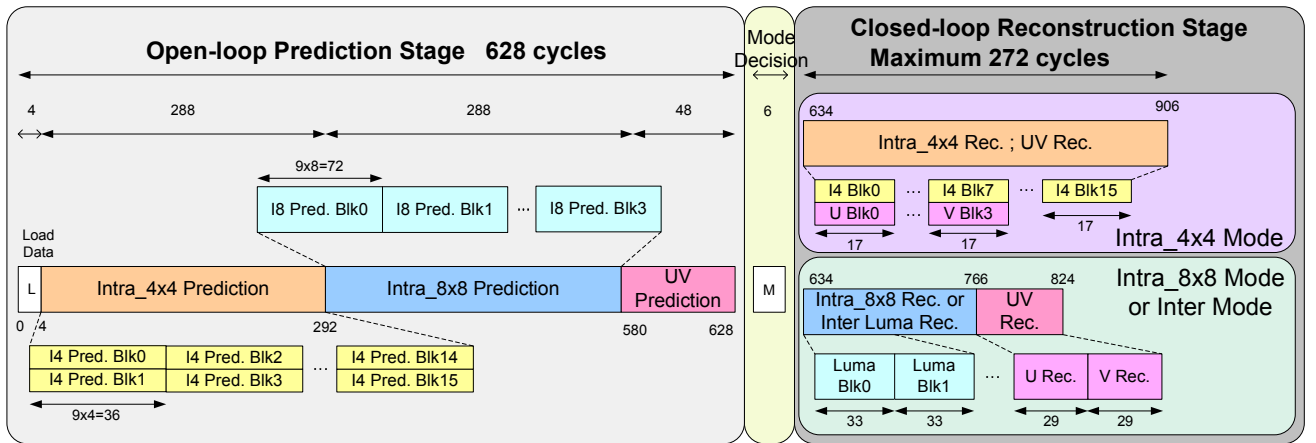 Open-loop Prediction Stage 628 cycles
4
288
288
48
9x8=72
I8 Pred. Blk0
I8 Pred. Blk1
...
I8 Pred. Blk3
Load
Data
L
Intra_4x4 Prediction
Intra_8x8 Prediction
UV
Prediction
0
4
292
580
628
I4 Pred. Blk0
I4 Pred. Blk2
I4 Pred. Blk14
I4 Pred. Blk1
I4 Pred. Blk3
...
I4 Pred. Blk15
9x4=36
Mode
Decision
6
M
Closed-loop Reconstruction Stage
Maximum 272 cycles
634
906
Intra_4x4 Rec. ; UV Rec.
I4 Blk0
...
I4 Blk7
...
I4 Blk15
U Blk0
...
V Blk3
17
17
17
Intra_4x4 Mode
634
766
824
Intra_8x8 Mode
or Inter Mode
Intra_8x8 Rec. or
Inter Luma Rec.
UV
Rec.
Luma
Blk0
Luma
Blk1
...
U Rec.
V Rec.
33
33
29
29